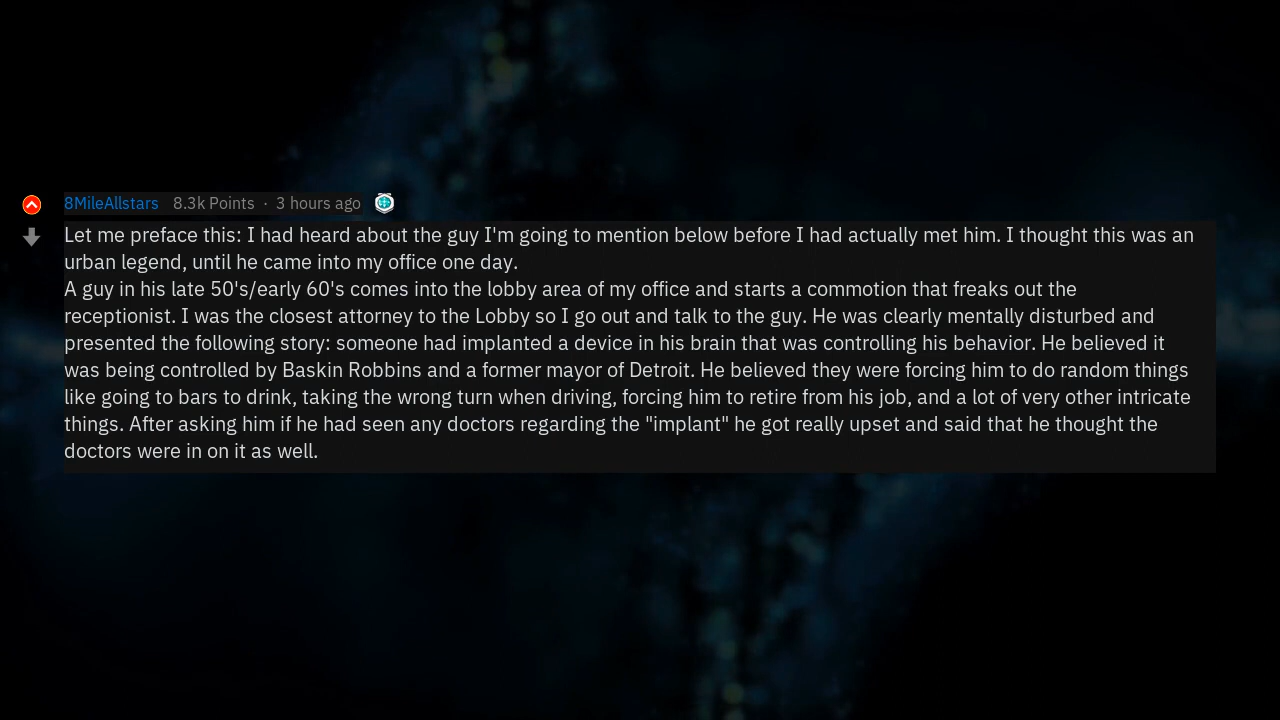 8MileAllstars 8.3k Points · 3 hours ago
Let me preface this: I had heard about the guy I'm going to mention below before I had actually met him. I thought this was an
urban legend, until he came into my office one day.
A guy in his late 50's/early 60's comes into the lobby area of my office and starts a commotion that freaks out the
receptionist. I was the closest attorney to the Lobby so I go out and talk to the guy. He was clearly mentally disturbed and
presented the following story: someone had implanted a device in his brain that was controlling his behavior. He believed it
was being controlled by Baskin Robbins and a former mayor of Detroit. He believed they were forcing him to do random things
like going to bars to drink, taking the wrong turn when driving, forcing him to retire from his job, and a lot of very other intricate
things. After asking him if he had seen any doctors regarding the "implant" he got really upset and said that he thought the
doctors were in on it as well.